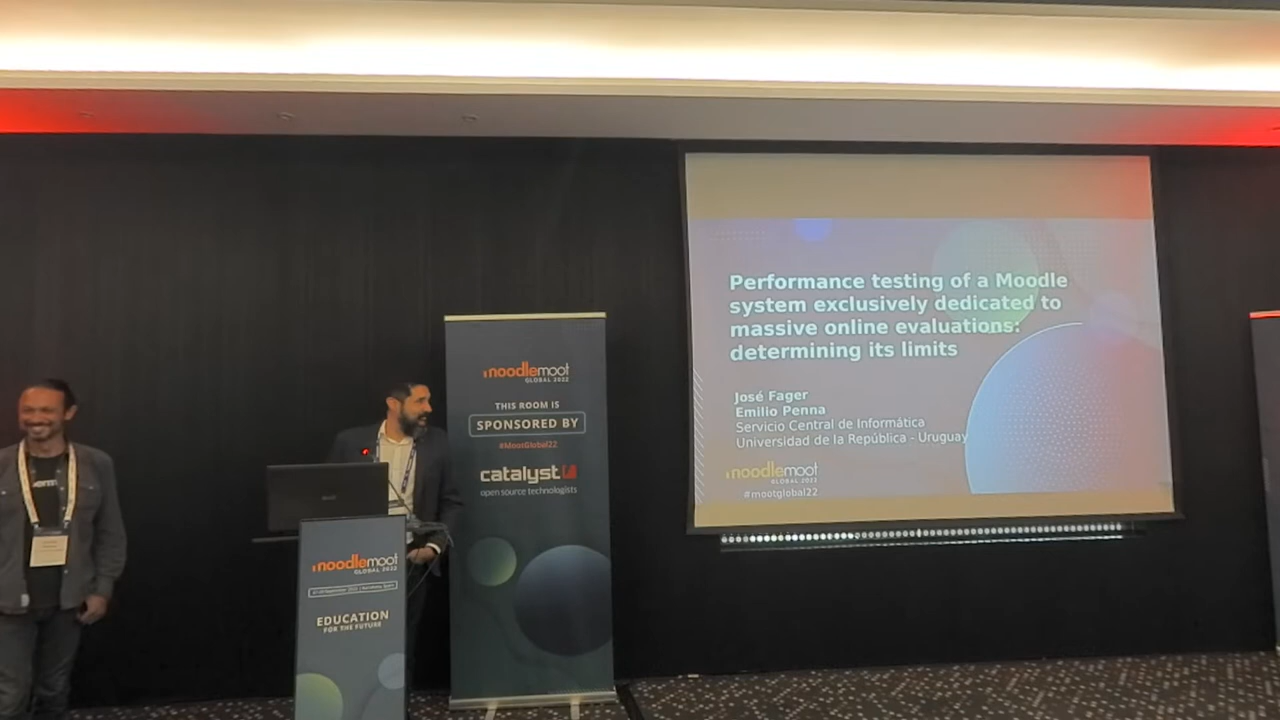 Performance testing of a Moodle
system exclusively dedicated to
massive online evaluations:
determining its limits
José Fager
Emilio Penna
Servicio Central de Informática
Universidad de la República - Uruguay
moodlemoot
GLOBAL 2022
#mootglobal22
moodlemoot
GLOBAL 2022
THIS ROOM IS
SPONSORED BY
#MootGlobal22
catalyst
open source technologists
moodlemoot
GLOBAL 2022
EDUCATION
FOR THE FUTURE